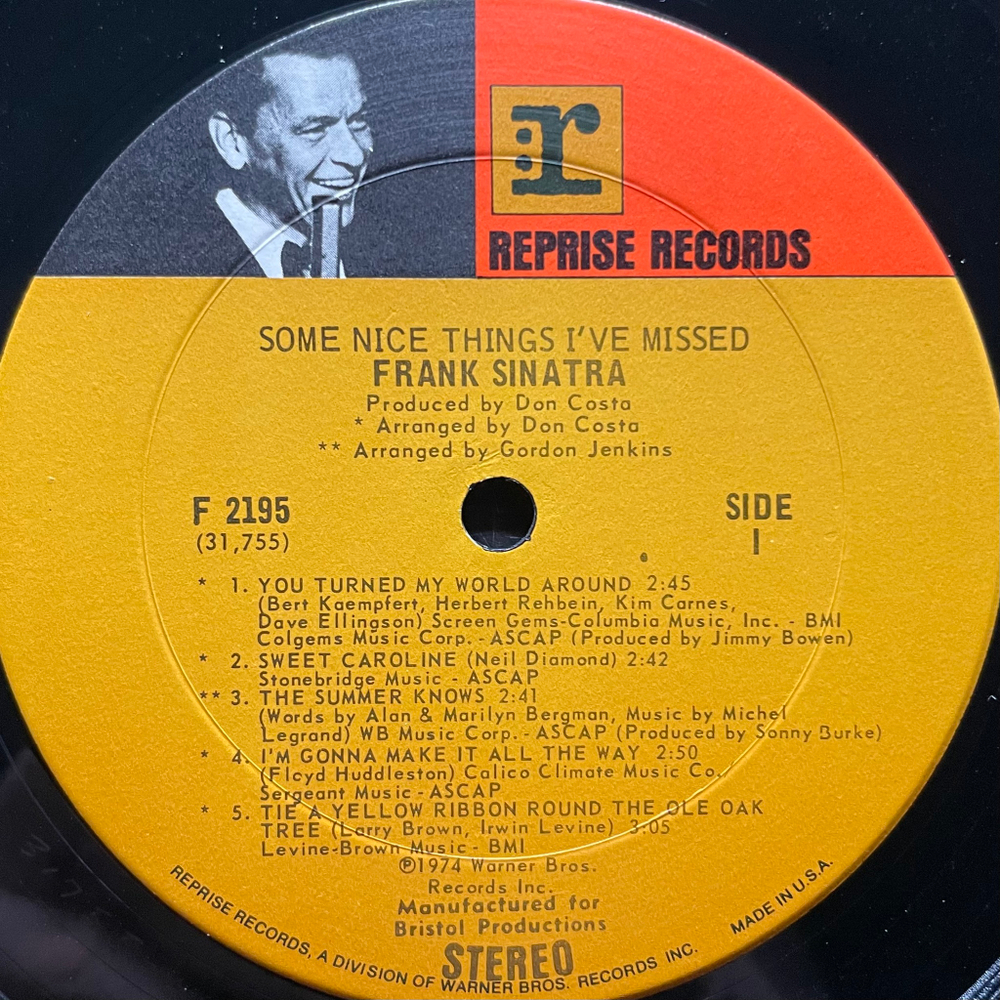 r
REPRISE RECORDS
SOME NICE THINGS I'VE MISSED
FRANK SINATRA
Produced by Don Costa
* Arranged by Don Costa
** Arranged by Gordon Jenkins
F 2195
(31,755)
SIDE
1
* 1. YOU TURNED MY WORLD AROUND 2:45
(Bert Kaempfert, Herbert Rehbein, Kim Carnes,
Dave Ellingson) Screen Gems-Columbia Music, Inc. - BMI
Colgems Music Corp. - ASCAP (Produced by Jimmy Bowen)
* 2. SWEET CAROLINE (Neil Diamond) 2:42
Stonebridge Music - ASCAP
** 3. THE SUMMER KNOWS 2:41
(Words by Alan & Marilyn Bergman, Music by Michel
Legrand) WB Music Corp. - ASCAP (Produced by Sonny Burke)
* 4. I'M GONNA MAKE IT ALL THE WAY 2:50
(Floyd Huddleston) Calico Climate Music Co.
Sergeant Music - ASCAP
* 5. TIE A YELLOW RIBBON ROUND THE OLE OAK
TREE (Larry Brown, Irwin Levine) 3:05
Levine-Brown Music - BMI
℗1974 Warner Bros.
Records Inc.
Manufactured for
Bristol Productions
STEREO
REPRISE RECORDS, A DIVISION OF WARNER BROS. RECORDS INC.
MADE IN U.S.A.